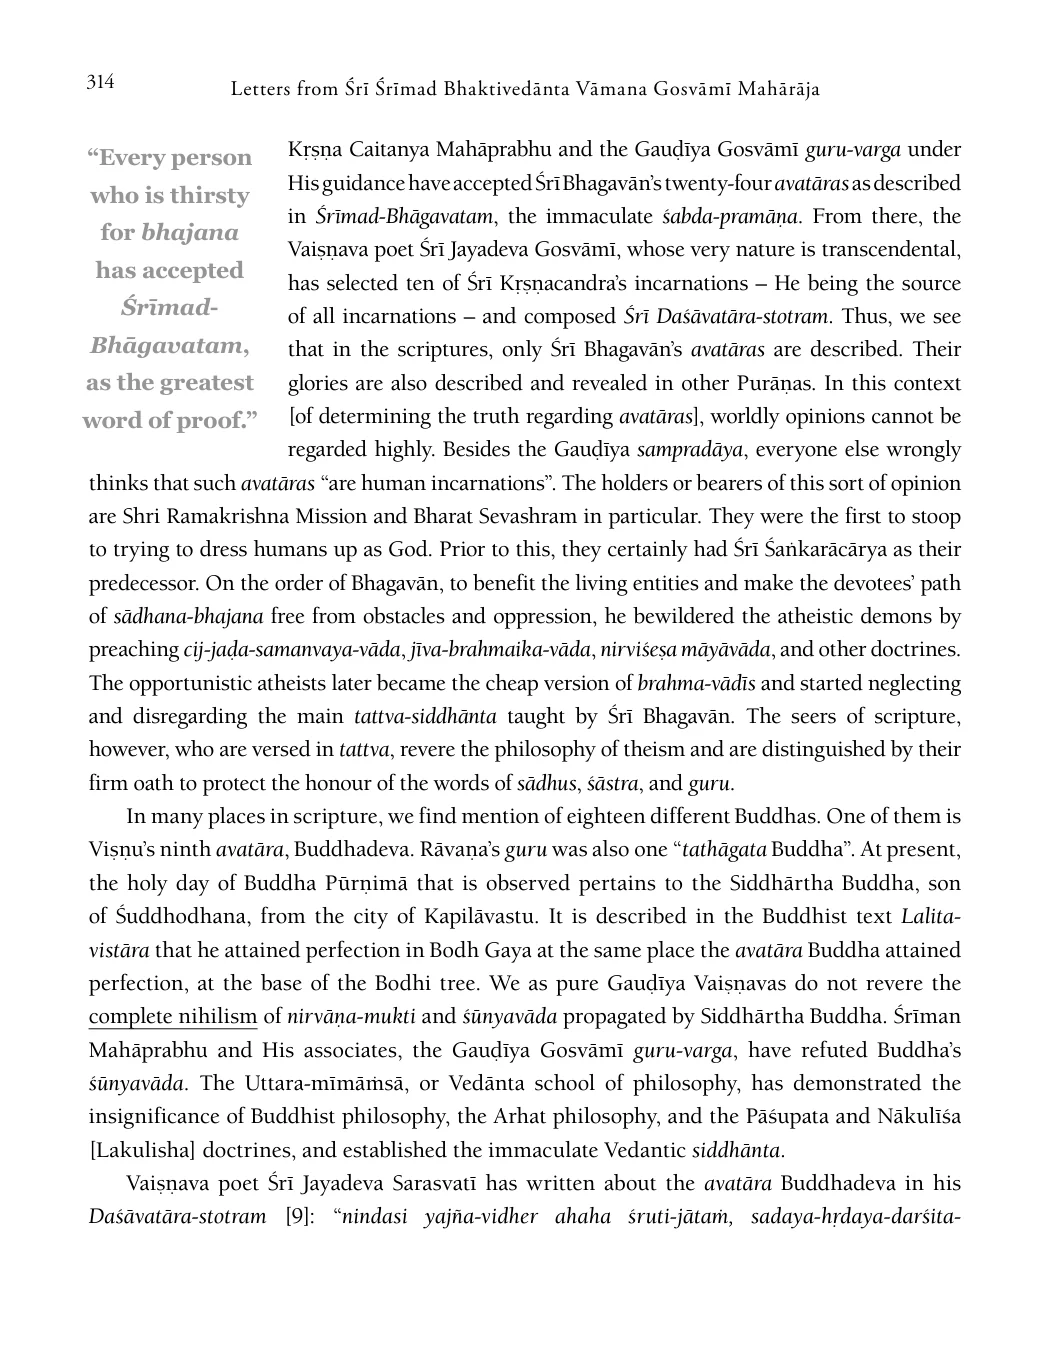 314
Letters from Śrī Śrīmad Bhaktivedānta Vāmana Gosvāmī Mahārāja
“Every person
who is thirsty
for bhajana
has accepted
Śrīmad-
Bhāgavatam,
as the greatest
word of proof.”
Kṛṣṇa Caitanya Mahāprabhu and the Gauḍīya Gosvāmī guru-varga under
His guidance have accepted Śrī Bhagavān’s twenty-four avatāras as described
in Śrīmad-Bhāgavatam, the immaculate śabda-pramāṇa. From there, the
Vaiṣṇava poet Śrī Jayadeva Gosvāmī, whose very nature is transcendental,
has selected ten of Śrī Kṛṣṇacandra’s incarnations – He being the source
of all incarnations – and composed Śrī Daśāvatāra-stotram. Thus, we see
that in the scriptures, only Śrī Bhagavān’s avatāras are described. Their
glories are also described and revealed in other Purāṇas. In this context
[of determining the truth regarding avatāras], worldly opinions cannot be
regarded highly. Besides the Gauḍīya sampradāya, everyone else wrongly
thinks that such avatāras “are human incarnations”. The holders or bearers of this sort of opinion
are Shri Ramakrishna Mission and Bharat Sevashram in particular. They were the first to stoop
to trying to dress humans up as God. Prior to this, they certainly had Śrī Śaṅkarācārya as their
predecessor. On the order of Bhagavān, to benefit the living entities and make the devotees’ path
of sādhana-bhajana free from obstacles and oppression, he bewildered the atheistic demons by
preaching cij-jaḍa-samanvaya-vāda, jīva-brahmaika-vāda, nirviśeṣa māyāvāda, and other doctrines.
The opportunistic atheists later became the cheap version of brahma-vādīs and started neglecting
and disregarding the main tattva-siddhānta taught by Śrī Bhagavān. The seers of scripture,
however, who are versed in tattva, revere the philosophy of theism and are distinguished by their
firm oath to protect the honour of the words of sādhus, śāstra, and guru.
In many places in scripture, we find mention of eighteen different Buddhas. One of them is
Viṣṇu’s ninth avatāra, Buddhadeva. Rāvaṇa’s guru was also one “tathāgata Buddha”. At present,
the holy day of Buddha Pūrṇimā that is observed pertains to the Siddhārtha Buddha, son
of Śuddhodhana, from the city of Kapilāvastu. It is described in the Buddhist text Lalita-
vistāra that he attained perfection in Bodh Gaya at the same place the avatāra Buddha attained
perfection, at the base of the Bodhi tree. We as pure Gauḍīya Vaiṣṇavas do not revere the
complete nihilism of nirvāṇa-mukti and śūnyavāda propagated by Siddhārtha Buddha. Śrīman
Mahāprabhu and His associates, the Gauḍīya Gosvāmī guru-varga, have refuted Buddha’s
śūnyavāda. The Uttara-mīmāṁsā, or Vedānta school of philosophy, has demonstrated the
insignificance of Buddhist philosophy, the Arhat philosophy, and the Pāśupata and Nākulīśa
[Lakulisha] doctrines, and established the immaculate Vedantic siddhānta.
Vaiṣṇava poet Śrī Jayadeva Sarasvatī has written about the avatāra Buddhadeva in his
Daśāvatāra-stotram [9]: “nindasi yajña-vidher ahaha śruti-jātaṁ, sadaya-hṛdaya-darśita-